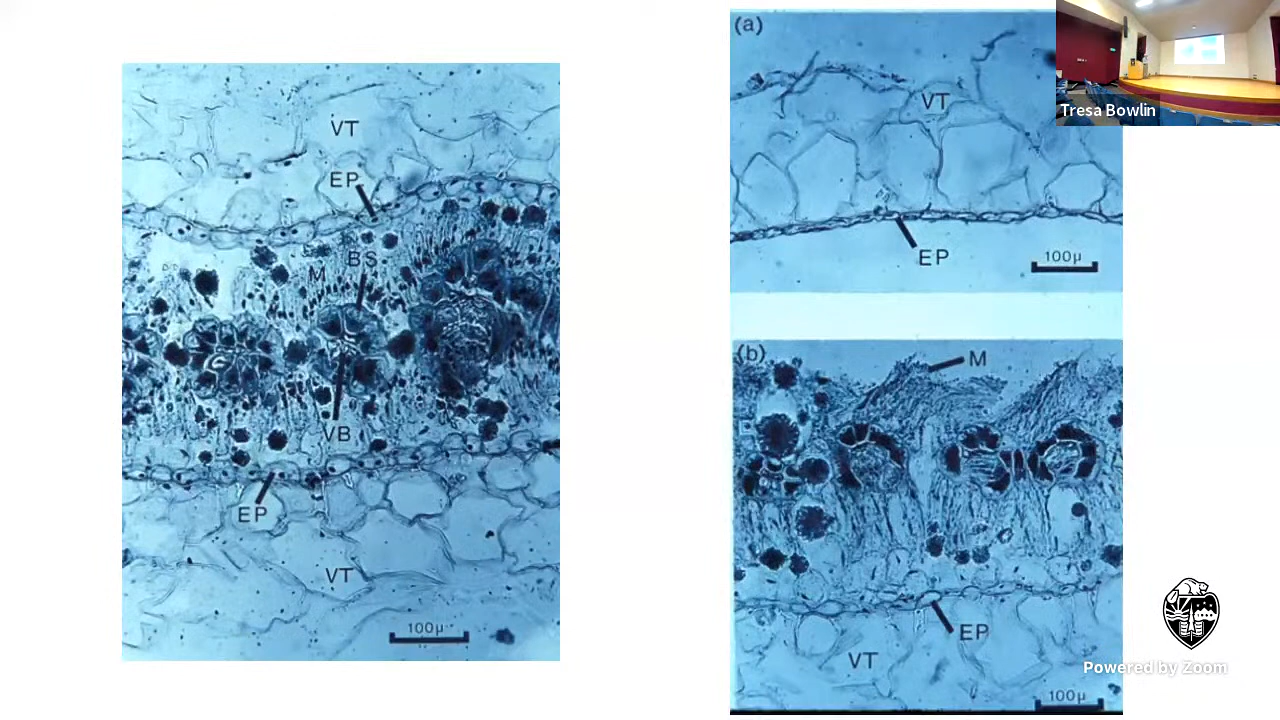 VT
EP
BS
M
M
VB
EP
VT
100µ
(a)
VT
EP
100µ
(b)
M
EP
VT
100µ
Tresa Bowlin
Powered by Zoom